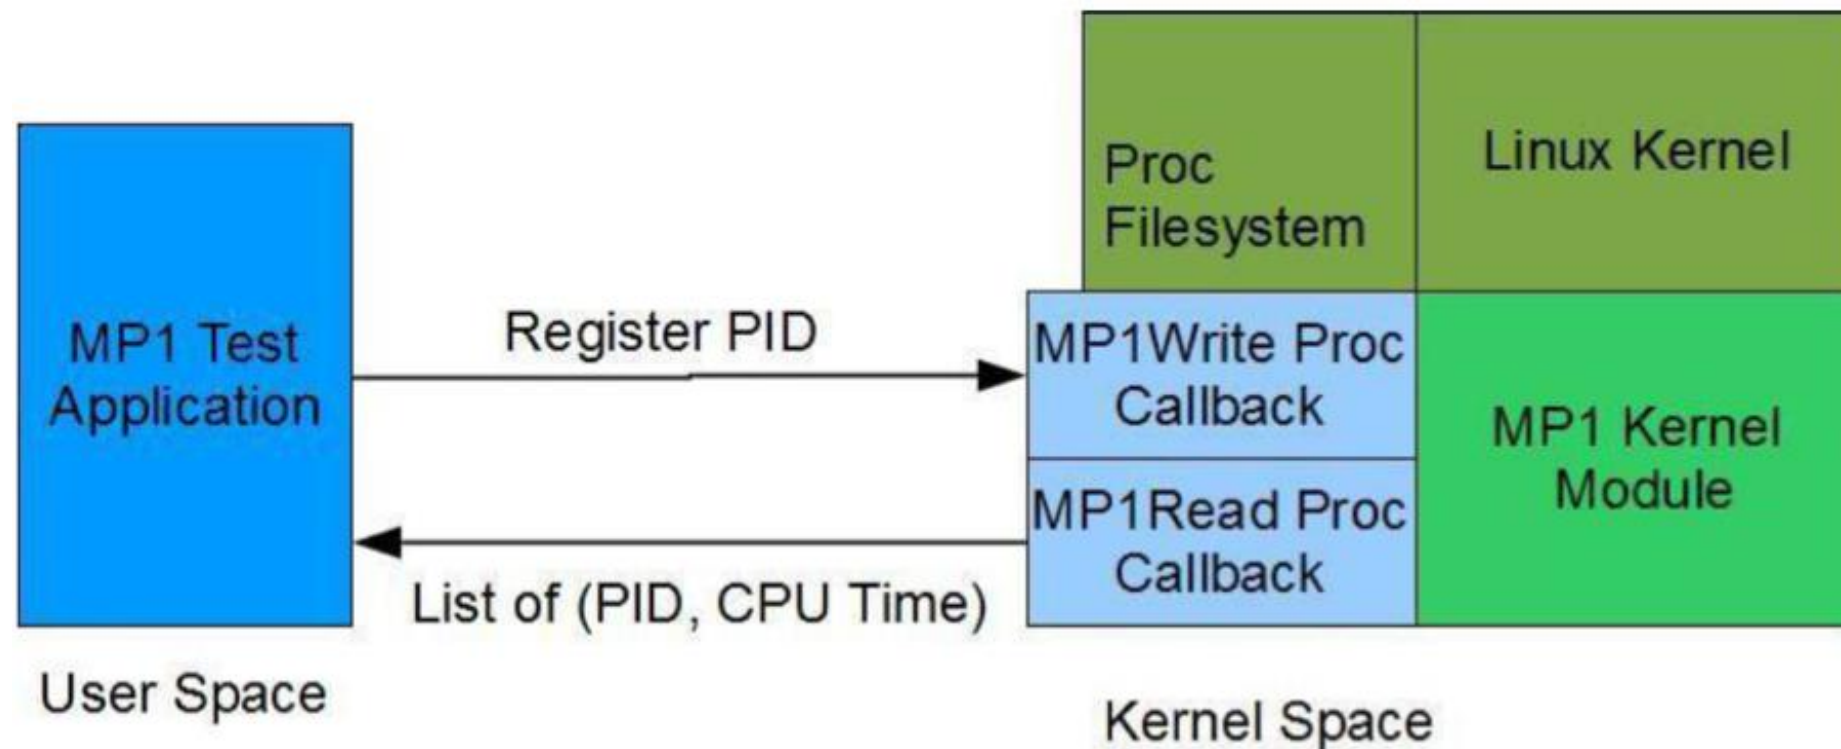 Proc
Filesystem
Linux Kernel
MP1 Test
Application
Register PID
MP1Write Proc
Callback
MP1 Kernel
Module
MP1Read Proc
Callback
List of (PID, CPU Time)
User Space
Kernel Space